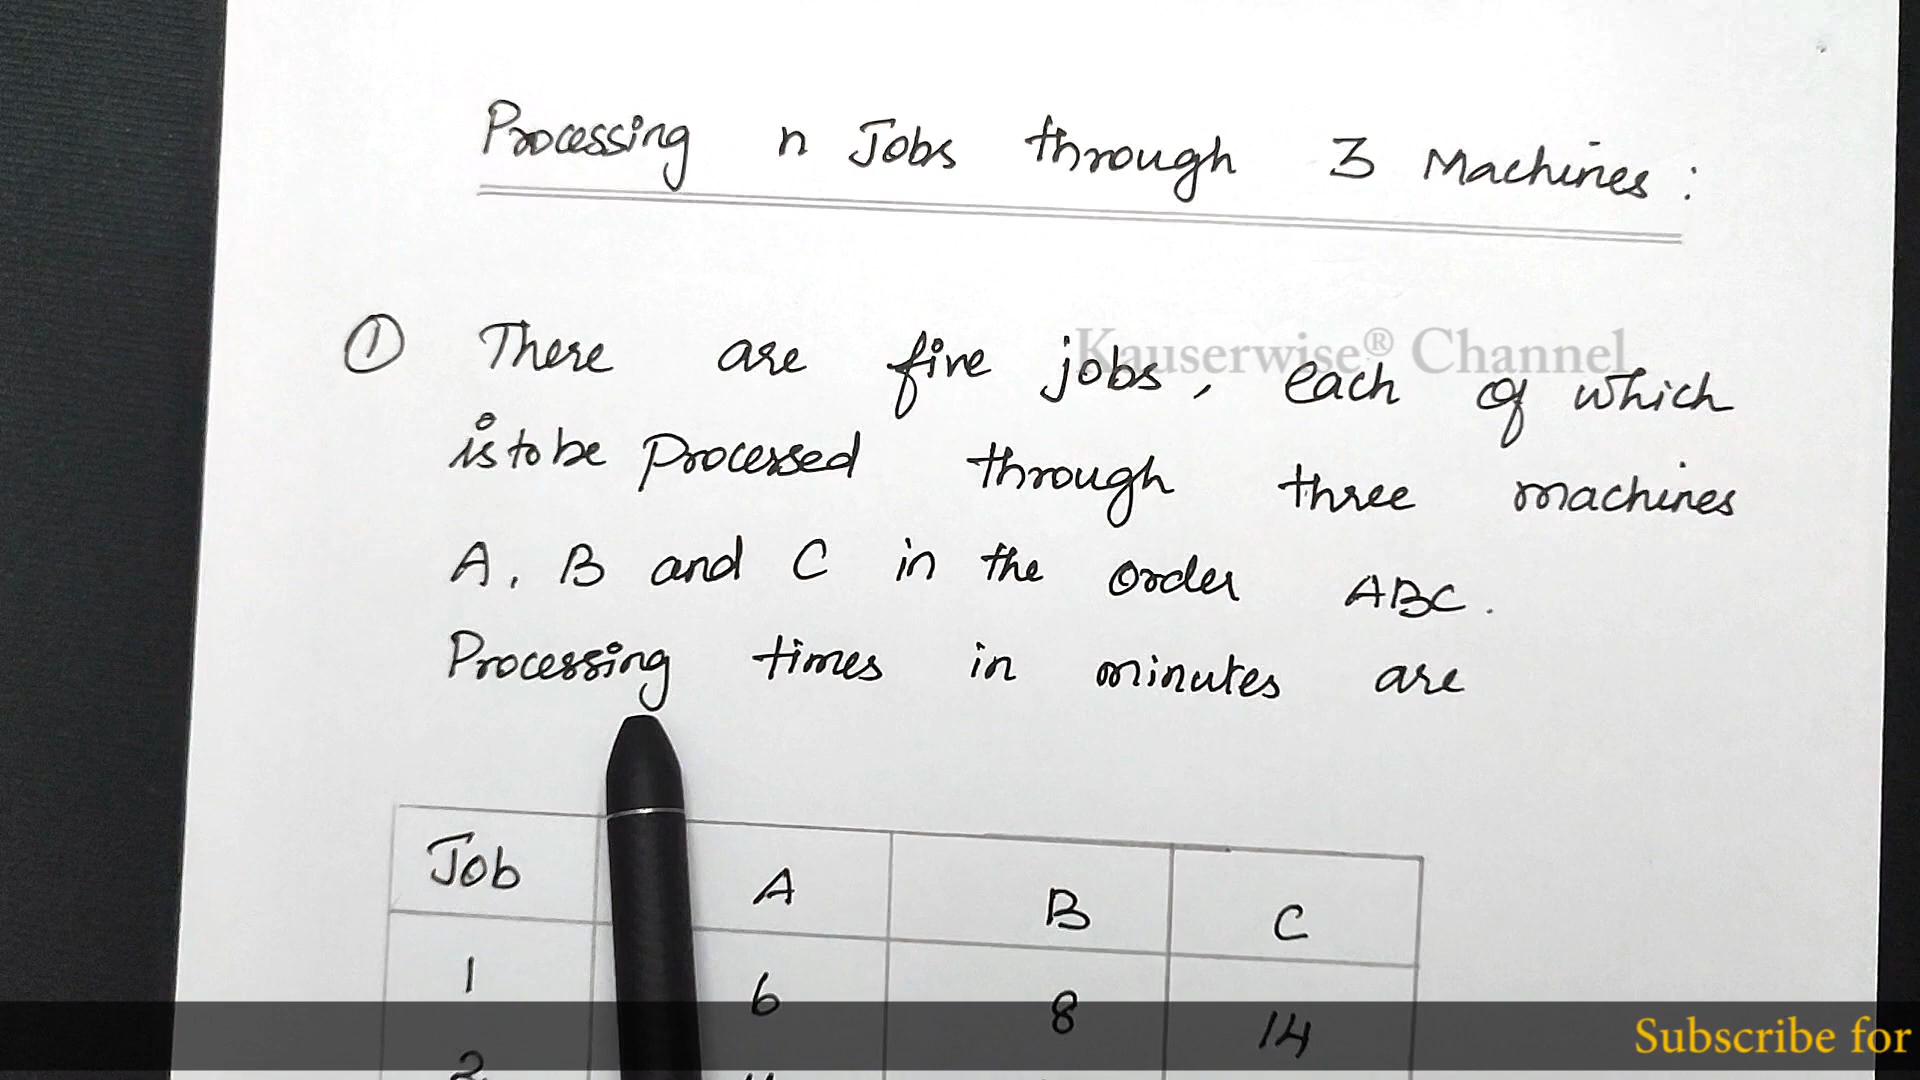 Processing n Jobs through 3 Machines:
Kauserwise® Channel
① There are five jobs, each of which
is to be processed through three machines
A, B and C in the order ABC.
Processing times in minutes are
Job A B C
1 6 8 14
2
Subscribe for